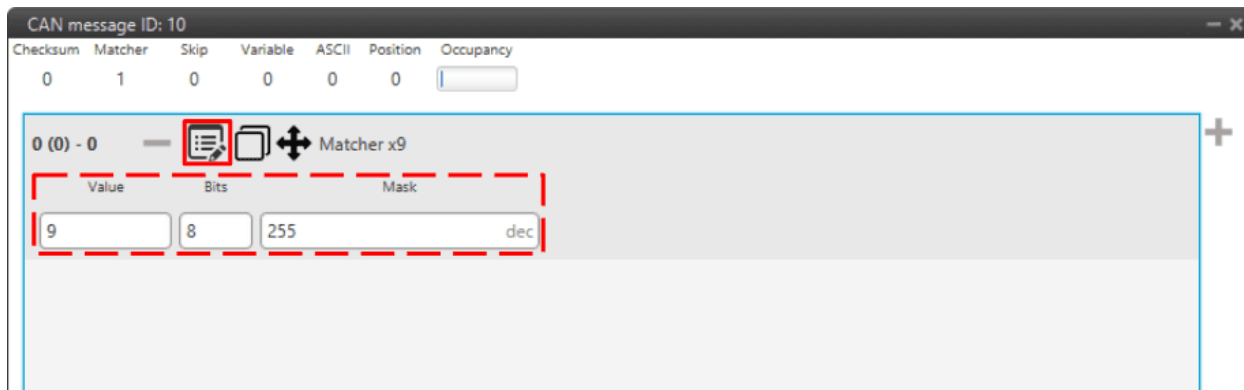 CAN message ID: 10
Checksum Matcher Skip Variable ASCII Position Occupancy
0 1 0 0 0 0
0 (0) - 0 Matcher x9
Value Bits Mask
9 8 255 dec